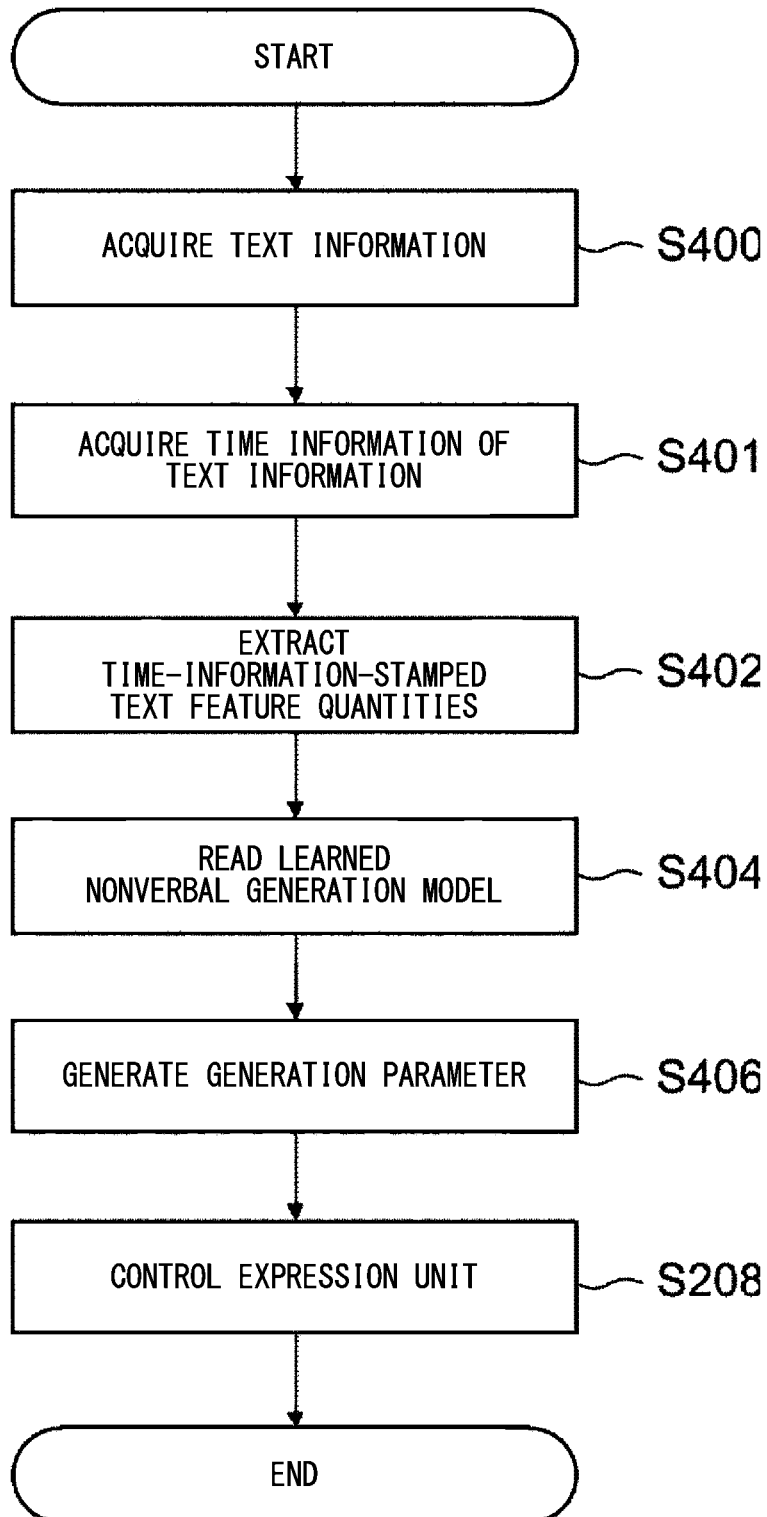 START
ACQUIRE TEXT INFORMATION
S400
ACQUIRE TIME INFORMATION OF
TEXT INFORMATION
S401
EXTRACT
TIME-INFORMATION-STAMPED
TEXT FEATURE QUANTITIES
S402
READ LEARNED
NONVERBAL GENERATION MODEL
S404
GENERATE GENERATION PARAMETER
S406
CONTROL EXPRESSION UNIT
S208
END